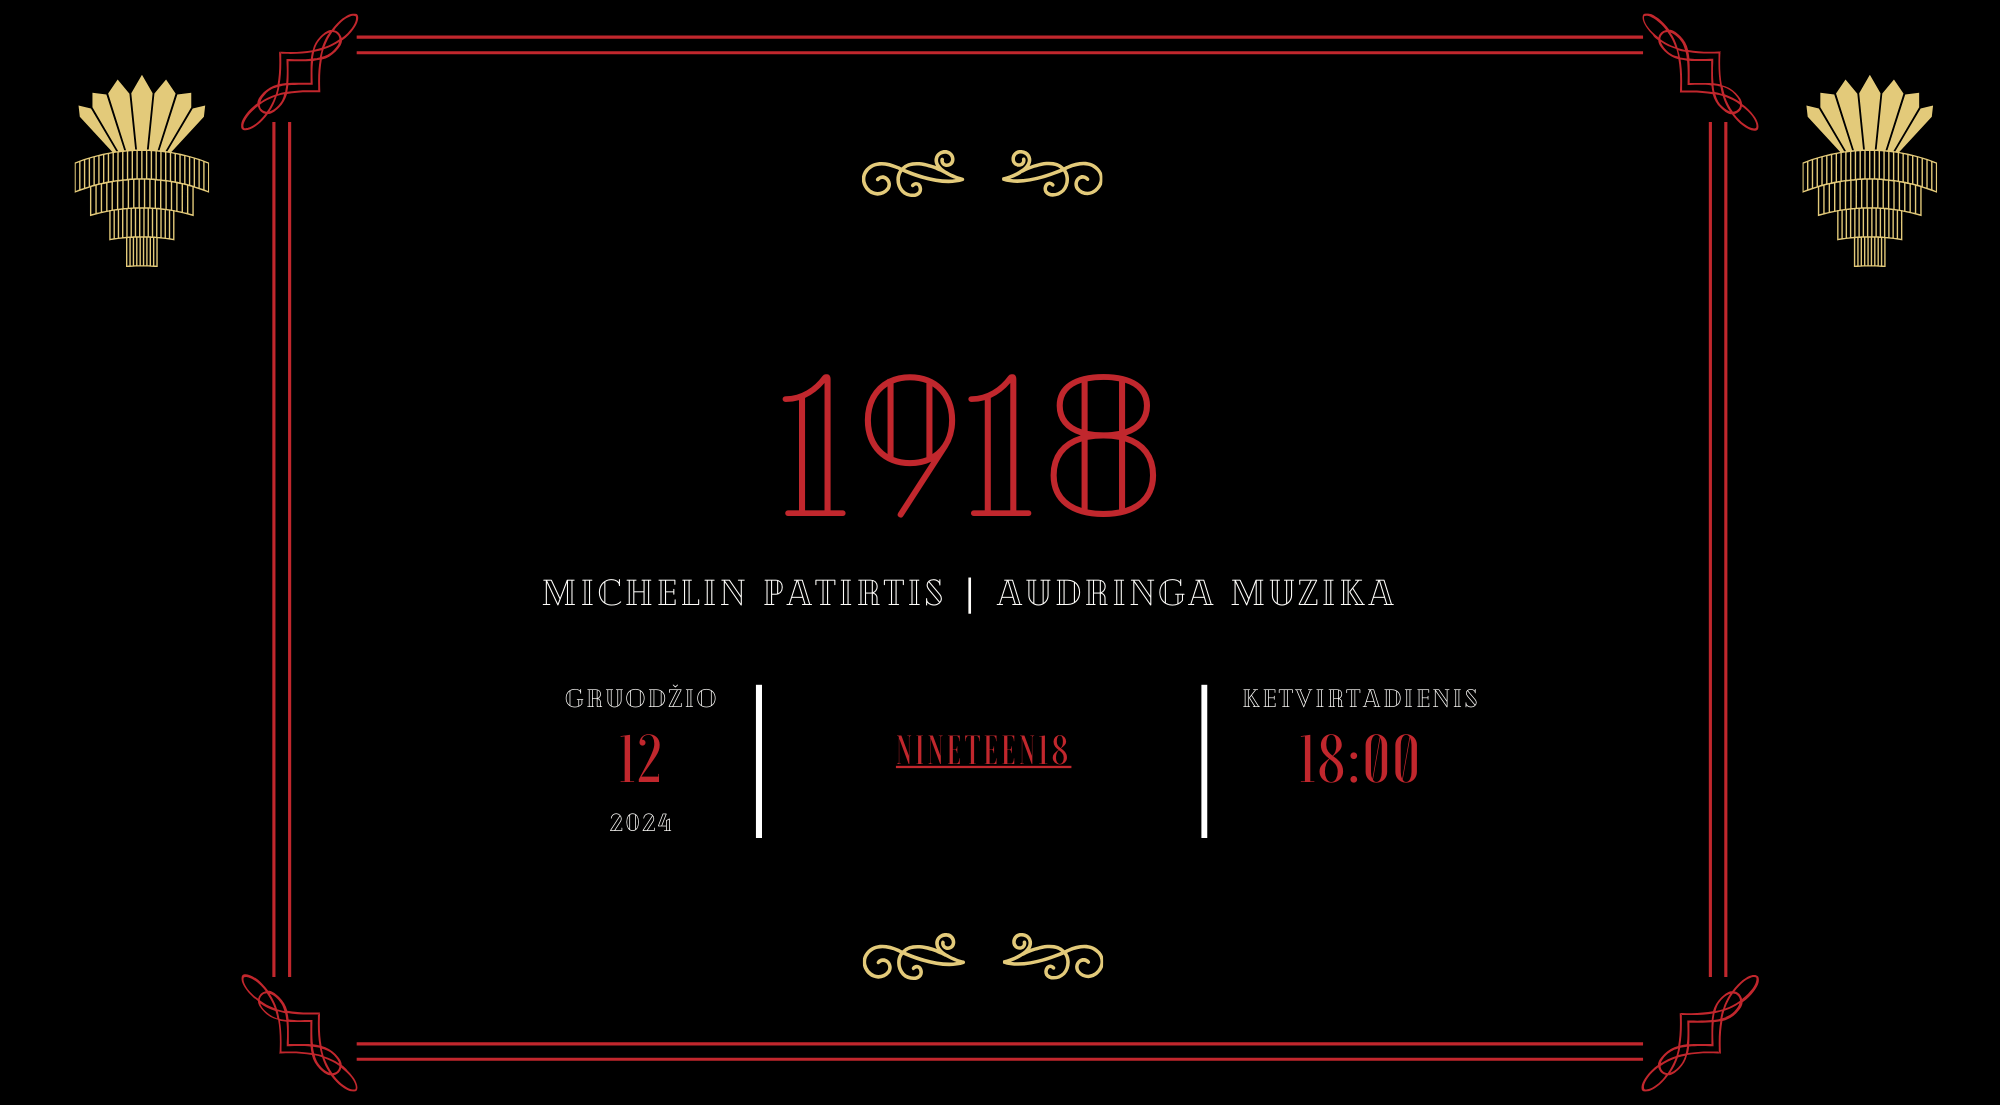 1918
MICHELIN PATIRTIS | AUDRINGA MUZIKA
GRUODŽIO
12
2024
NINETEEN18
KETVIRTADIENIS
18:00